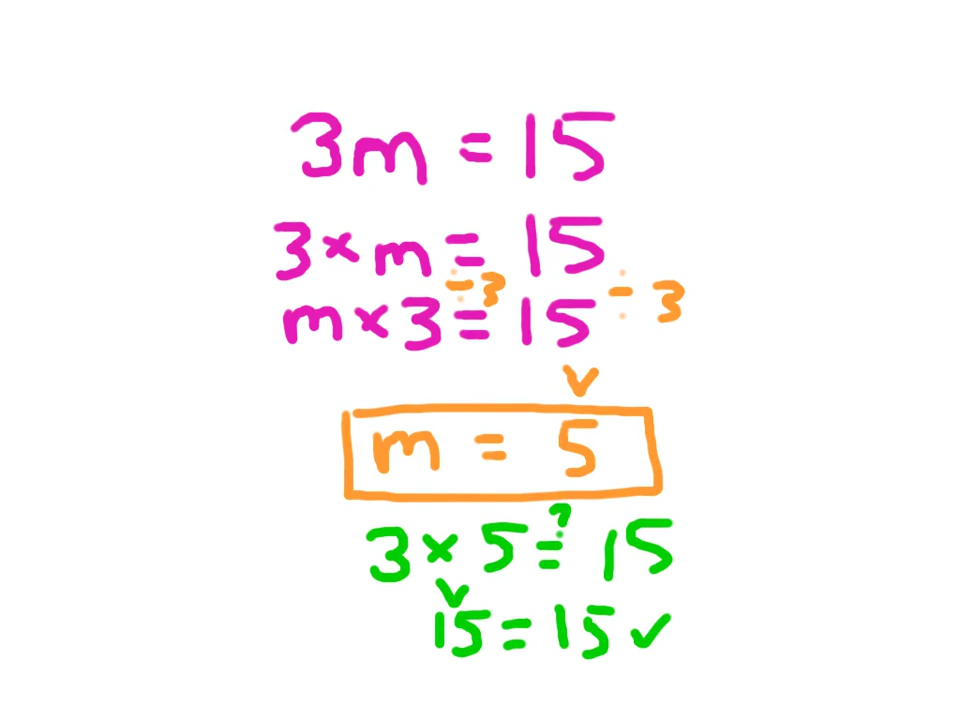 3m = 15
3 × m = 15
÷ 3 ÷ 3
m × 3 = 15
m = 5
3 × 5 =? 15
15 = 15 ✓